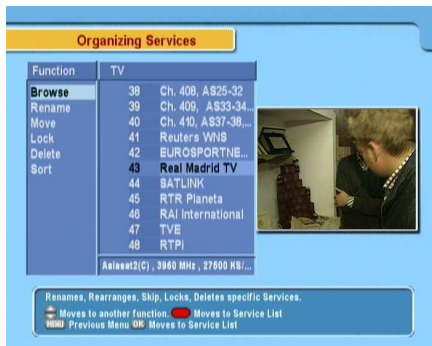 Organizing Services
Function
TV
Browse
Rename
Move
Lock
Delete
Sort
38 Ch. 408, AS25-32
39 Ch. 409, AS33-34...
40 Ch. 410, AS37-38,...
41 Reuters WNS
42 EUROSPORTNE...
43 Real Madrid TV
44 SATLINK
45 RTR Planeta
46 RAI International
47 TVE
48 RTPi
Asiasat2(C) , 3960 MHz , 27500 KS/...
Renames, Rearranges, Skip, Locks, Deletes specific Services.
Moves to another function. Moves to Service List
MENU Previous Menu OK Moves to Service List